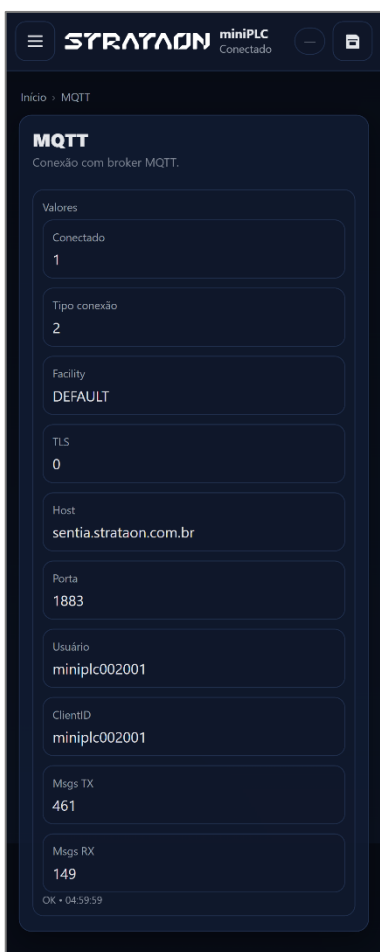 STRATAON
miniPLC
Conectado
Início › MQTT
MQTT
Conexão com broker MQTT.
Valores
Conectado
1
Tipo conexão
2
Facility
DEFAULT
TLS
0
Host
sentia.strataon.com.br
Porta
1883
Usuário
miniplc002001
ClientID
miniplc002001
Msgs TX
461
Msgs RX
149
OK • 04:59:59